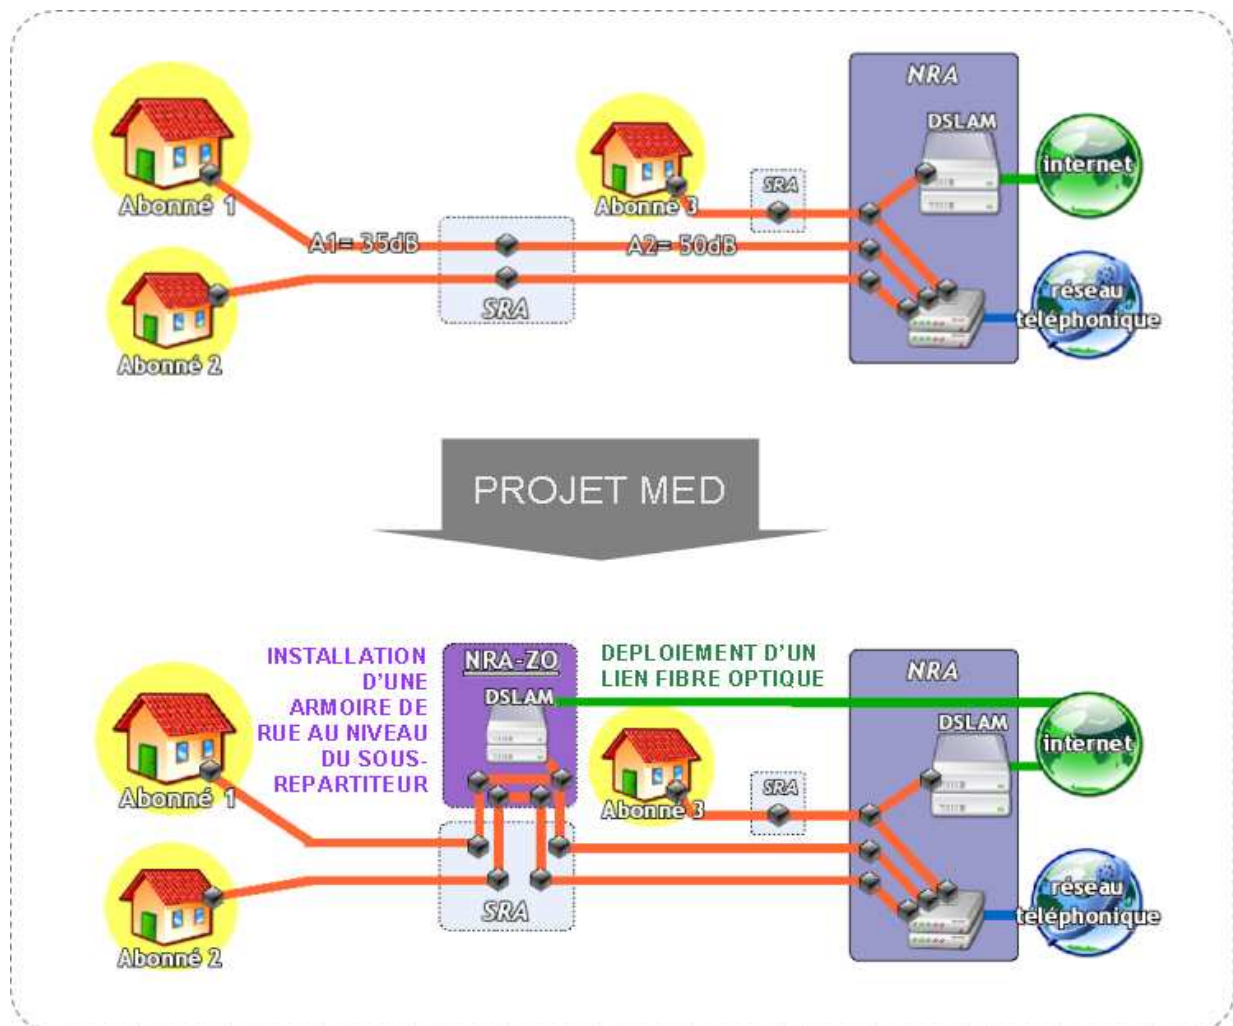 NRA
DSLAM
internet
Abonné 1
Abonné 3
SRA
A1= 35dB
A2= 50dB
SRA
réseau
téléphonique
Abonné 2
PROJET MED
INSTALLATION
D'UNE
ARMOIRE DE
RUE AU NIVEAU
DU SOUS-
REPARTITEUR
NRA-ZO
DSLAM
DEPLOIEMENT D'UN
LIEN FIBRE OPTIQUE
NRA
DSLAM
internet
Abonné 1
Abonné 3
SRA
SRA
réseau
téléphonique
Abonné 2